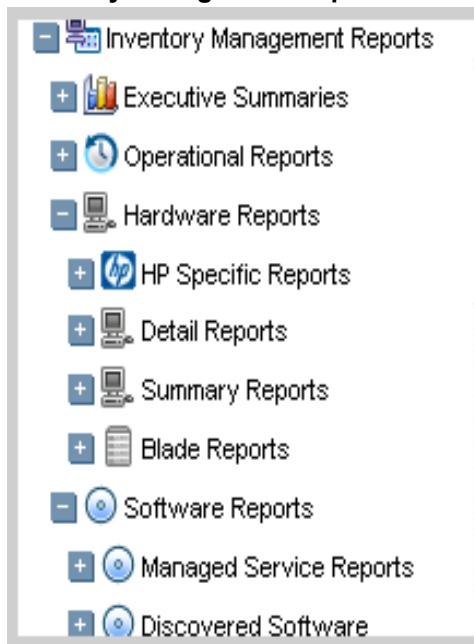 Inventory Management Reports
Executive Summaries
Operational Reports
Hardware Reports
hp HP Specific Reports
Detail Reports
Summary Reports
Blade Reports
Software Reports
Managed Service Reports
Discovered Software